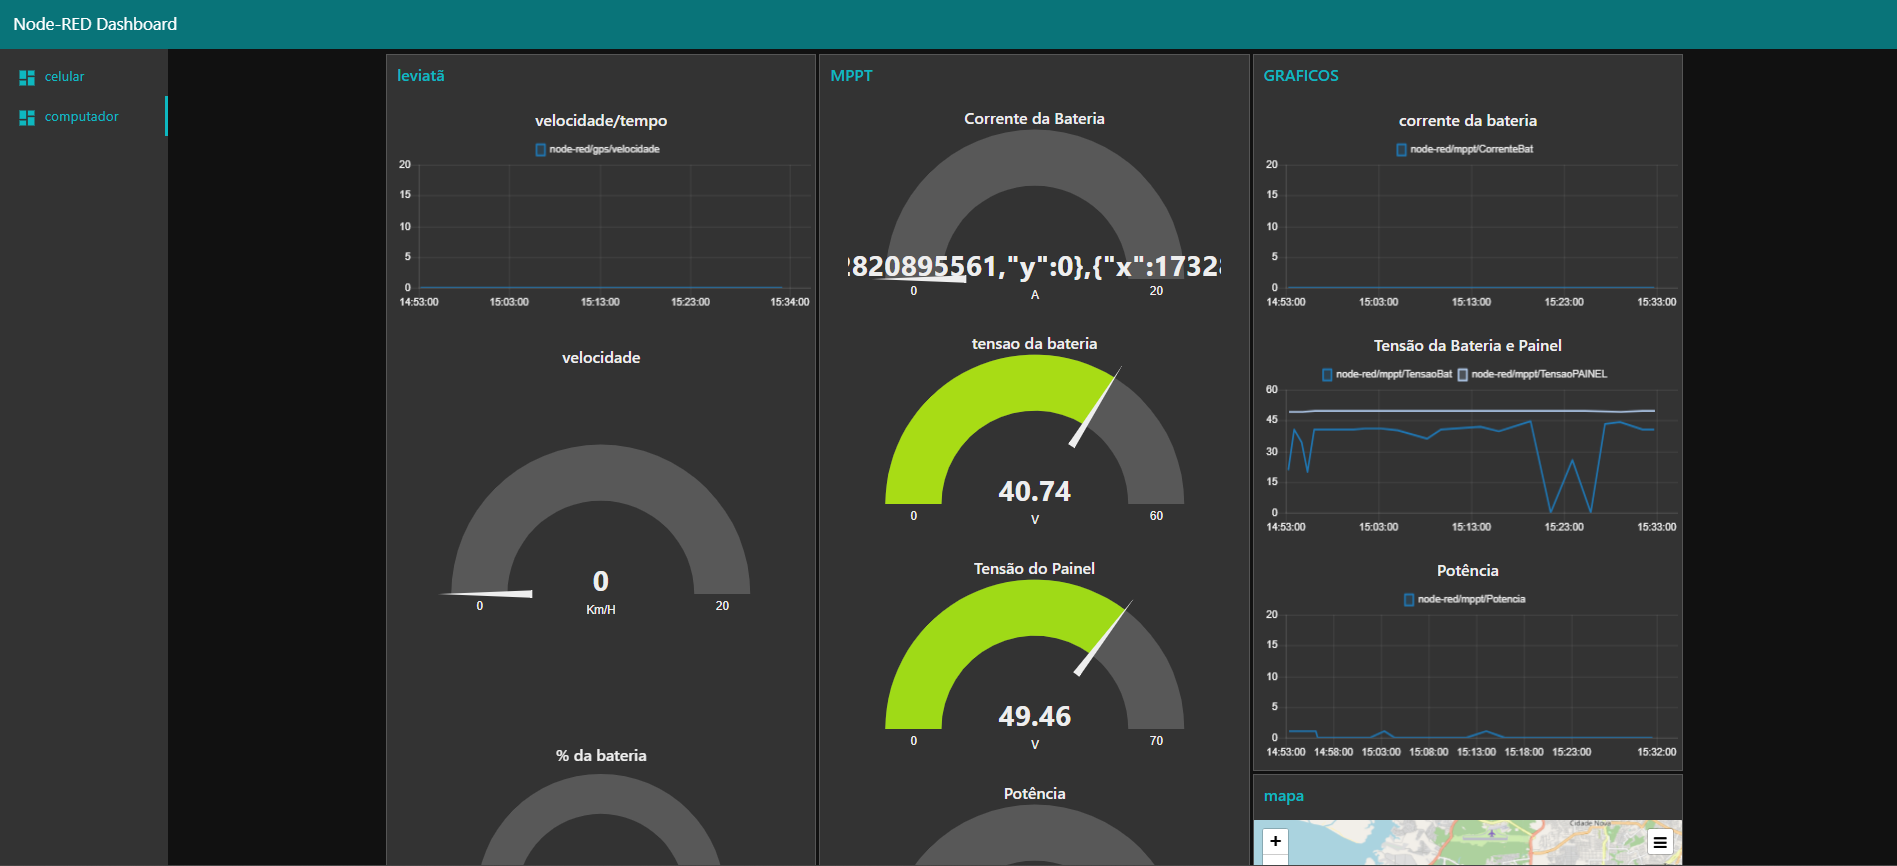 Node-RED Dashboard
celular
computador
leviatã
velocidade/tempo
node-red/gps/velocidade
20
15
10
5
0
14:53:00 15:03:00 15:13:00 15:23:00 15:34:00
velocidade
0
Km/H
0 20
% da bateria
MPPT
Corrente da Bateria
2820895561,"y":0},{"x":1732
0 A 20
tensao da bateria
40.74
V
0 60
Tensão do Painel
49.46
V
0 70
Potência
GRAFICOS
corrente da bateria
node-red/mppt/CorrenteBat
20
15
10
5
0
14:53:00 15:03:00 15:13:00 15:23:00 15:33:00
Tensão da Bateria e Painel
node-red/mppt/TensaoBat node-red/mppt/TensaoPAINEL
60
45
30
15
0
14:53:00 15:03:00 15:13:00 15:23:00 15:33:00
Potência
node-red/mppt/Potencia
20
15
10
5
0
14:53:00 14:58:00 15:03:00 15:08:00 15:13:00 15:18:00 15:23:00 15:32:00
mapa
+
Cidade Nova